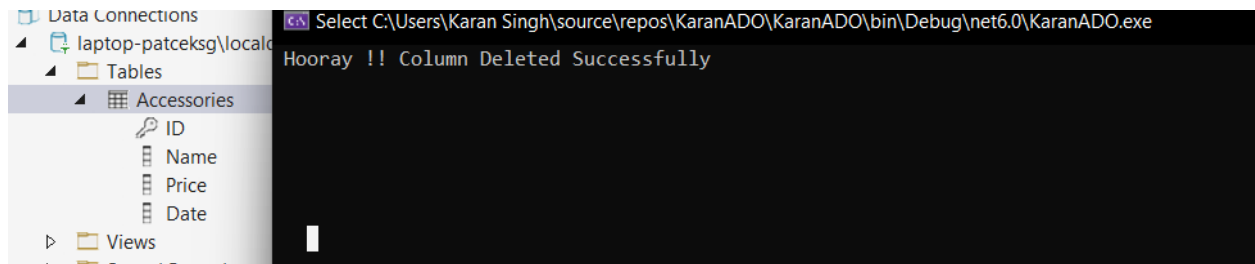 Data Connections
laptop-patceksg\local
Tables
Accessories
ID
Name
Price
Date
Views
Select C:\Users\Karan Singh\source\repos\KaranADO\KaranADO\bin\Debug\net6.0\KaranADO.exe
Hooray !! Column Deleted Successfully